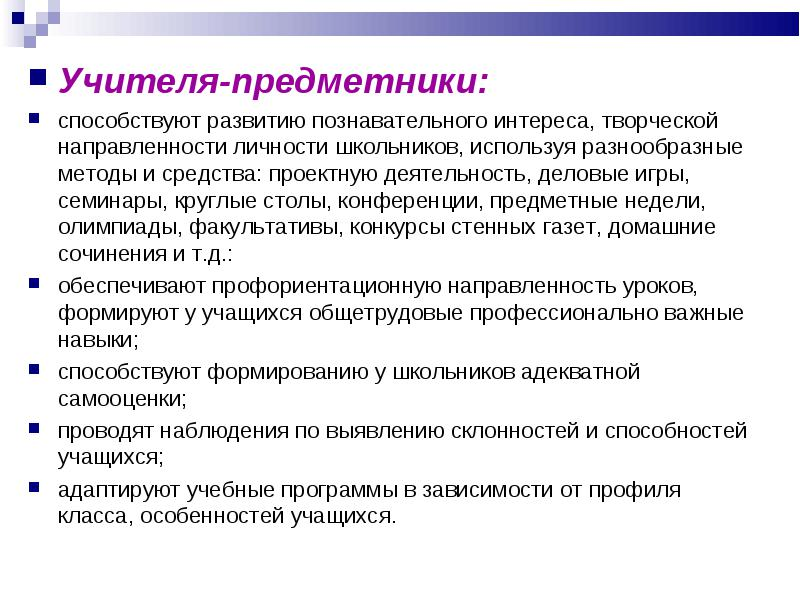 Учителя-предметники:
способствуют развитию познавательного интереса, творческой
направленности личности школьников, используя разнообразные
методы и средства: проектную деятельность, деловые игры,
семинары, круглые столы, конференции, предметные недели,
олимпиады, факультативы, конкурсы стенных газет, домашние
сочинения и т.д.:
обеспечивают профориентационную направленность уроков,
формируют у учащихся общетрудовые профессионально важные
навыки;
способствуют формированию у школьников адекватной
самооценки;
проводят наблюдения по выявлению склонностей и способностей
учащихся;
адаптируют учебные программы в зависимости от профиля
класса, особенностей учащихся.